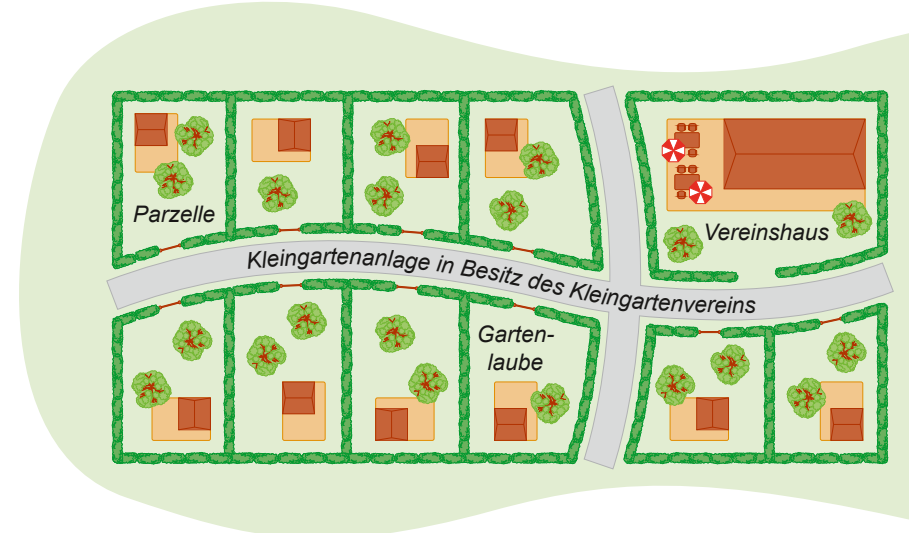 Parzelle
Vereinshaus
Kleingartenanlage in Besitz des Kleingartenvereins
Garten-
laube